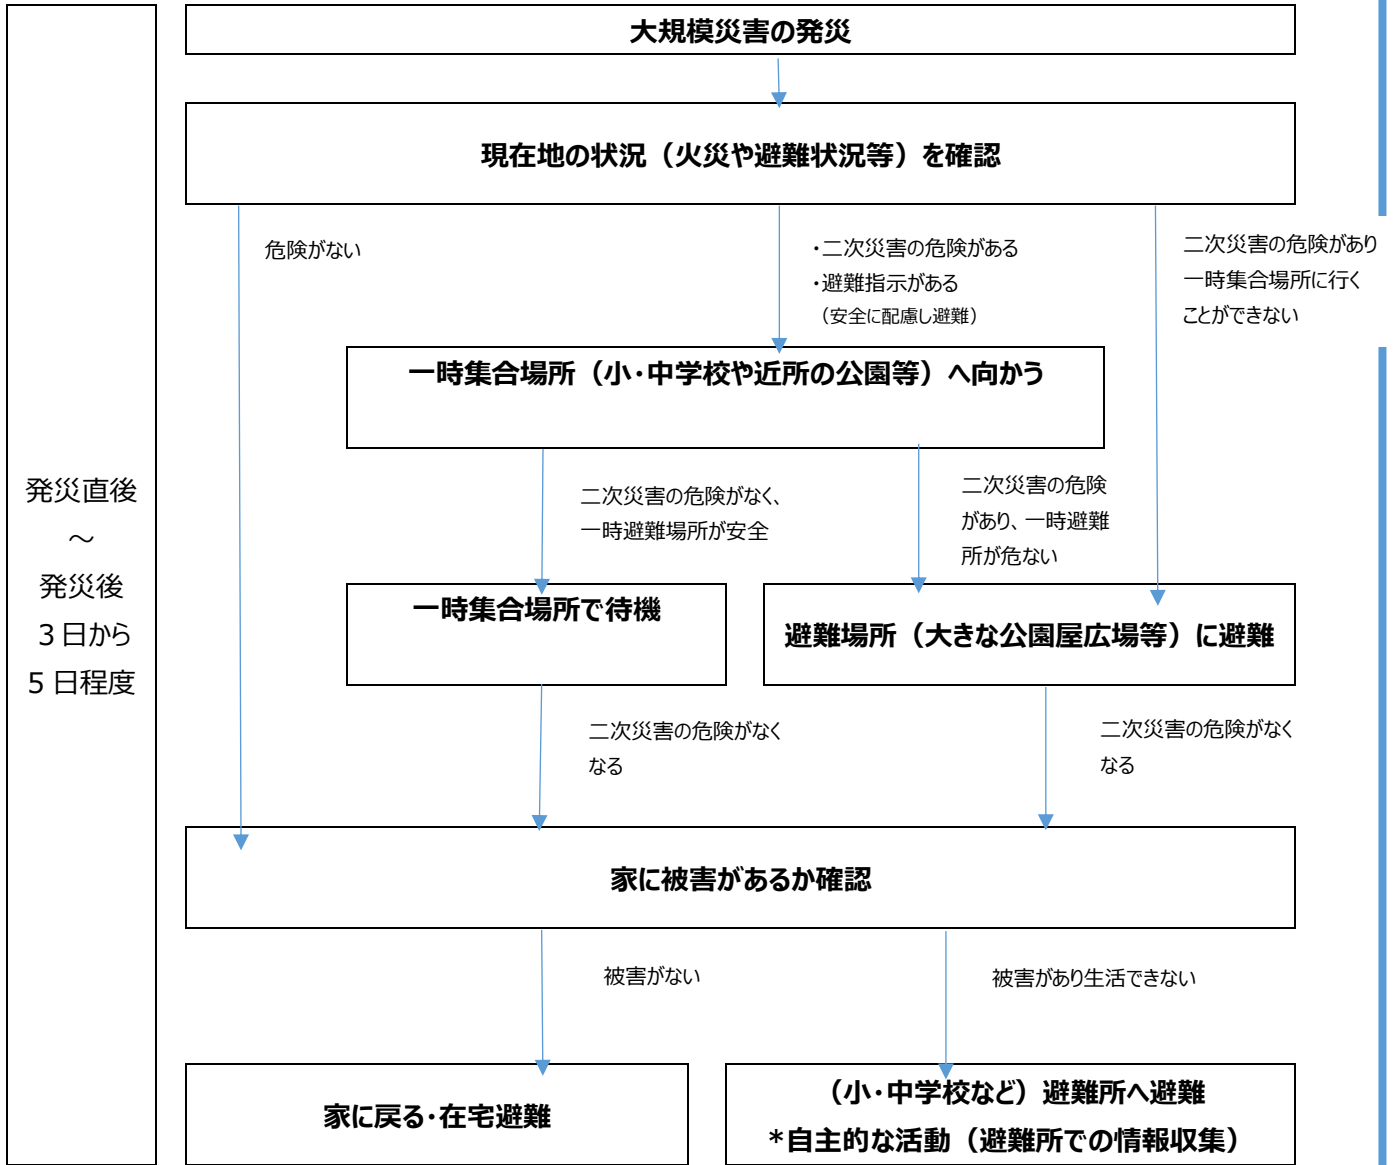 大規模災害の発災
現在地の状況（火災や避難状況等）を確認
危険がない
・二次災害の危険がある
・避難指示がある
（安全に配慮し避難）
二次災害の危険があり
一時集合場所に行く
ことができない
一時集合場所（小・中学校や近所の公園等）へ向かう
二次災害の危険がなく、
一時避難場所が安全
二次災害の危険
があり、一時避難
所が危ない
発災直後
～
発災後
３日から
５日程度
一時集合場所で待機
避難場所（大きな公園屋広場等）に避難
二次災害の危険がなく
なる
二次災害の危険がなく
なる
家に被害があるか確認
被害がない
被害があり生活できない
家に戻る・在宅避難
（小・中学校など）避難所へ避難
*自主的な活動（避難所での情報収集）